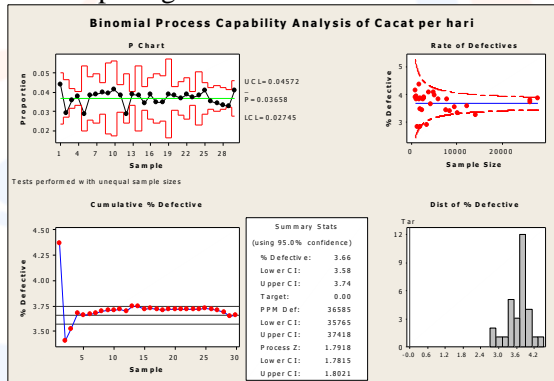 Binomial Process Capability Analysis of Cacat per hari
P Chart
Proportion
0.05
0.04
0.03
0.02
UCL=0.04572
_
P=0.03658
LCL=0.02745
1 4 7 10 13 16 19 22 25 28
Sample
Tests performed with unequal sample sizes
Rate of Defectives
% Defective
5
4
3
0 10000 20000
Sample Size
Cumulative % Defective
% Defective
4.50
4.25
4.00
3.75
3.50
5 10 15 20 25 30
Sample
Summary Stats
(using 95.0% confidence)
% Defective: 3.66
Lower CI: 3.58
Upper CI: 3.74
Target: 0.00
PPM Def: 36585
Lower CI: 35765
Upper CI: 37418
Process Z: 1.7918
Lower CI: 1.7815
Upper CI: 1.8021
Dist of % Defective
Tar
12
8
4
0
-0.0 0.6 1.2 1.8 2.4 3.0 3.6 4.2
% Defective